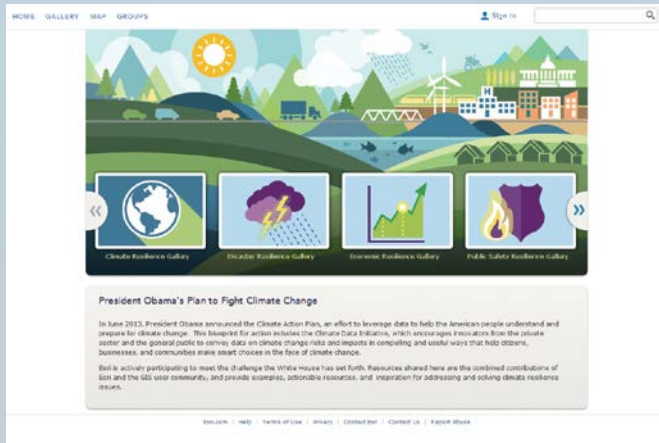 HOME GALLERY MAP GROUPS Sign In
H
Climate Resilience Gallery Disaster Resilience Gallery Economic Resilience Gallery Public Safety Resilience Gallery
President Obama's Plan to Fight Climate Change
In June 2013, President Obama announced the Climate Action Plan, an effort to leverage data to help the American people understand and
prepare for climate change. This blueprint for action includes the Climate Data Initiative, which encourages innovators from the private
sector and the general public to convey data on climate change risks and impacts in compelling and useful ways that help citizens,
businesses, and communities make smart choices in the face of climate change.
Esri is actively participating to meet the challenge the White House has set forth. Resources shared here are the combined contributions of
Esri and the GIS user community, and provide examples, actionable resources, and inspiration for addressing and solving climate resilience
issues.
Esri.com | Help | Terms of Use | Privacy | Contact Esri | Contact Us | Report Abuse